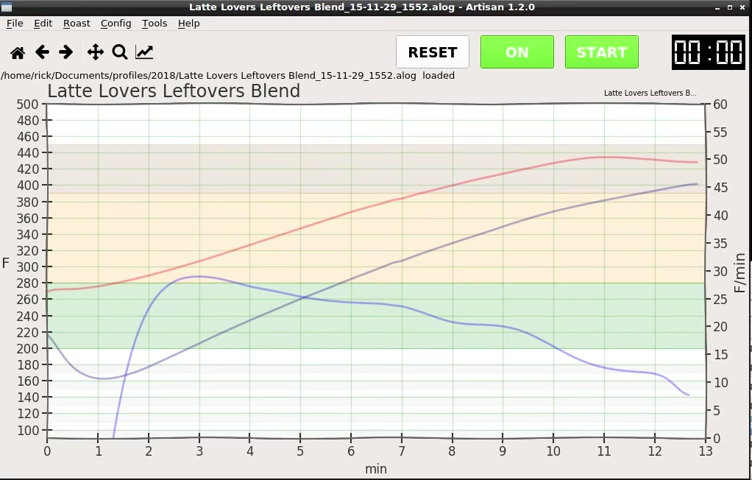 Latte Lovers Leftovers Blend_15-11-29_1552.alog - Artisan 1.2.0
File Edit Roast Config Tools Help
RESET ON START 00:00
/home/rick/Documents/profiles/2018/Latte Lovers Leftovers Blend_15-11-29_1552.alog loaded
Latte Lovers Leftovers Blend
Latte Lovers Leftovers B...
500 60
480
460 55
440
420 50
400
380 45
360 40
340
320 35
300
F 280 30 F/min
260
240 25
220 20
200
180 15
160
140 10
120 5
100
0 1 2 3 4 5 6 7 8 9 10 11 12 13 0
min